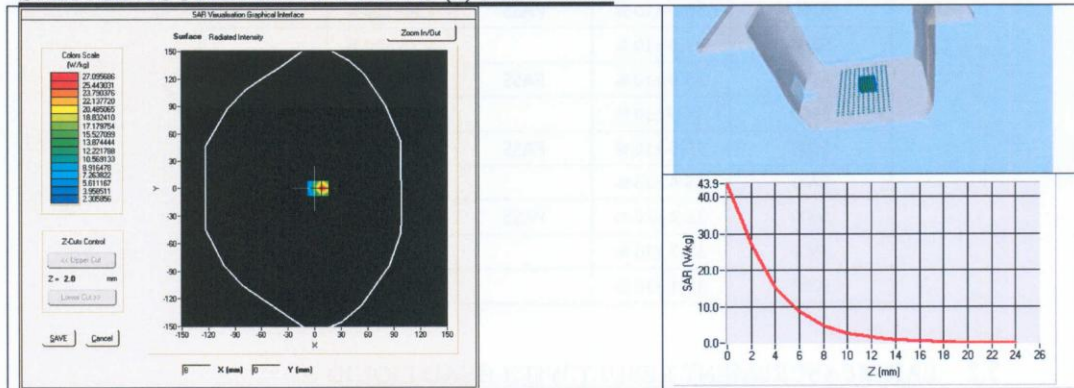 SAR Visualisation Graphical Interface
Surface Radiated Intensity
Zoom In/Out
Colors Scale
(W/kg)
27.095686
25.443031
23.790376
22.137720
20.485065
18.832410
17.179754
15.527099
13.874444
12.221788
10.569133
8.916478
7.263822
5.611167
3.958511
2.305856
150-
120-
90-
60-
30-
Y
0-
-30-
-60-
-90-
-120-
-150-
-150 -120 -90 -60 -30 0 30 60 90 120 150
X
Z-Cuts Control
<< Upper Cut
Z = 2.0 mm
Lower Cut >>
SAVE Cancel
0 X (mm) 0 Y (mm)
43.9-
40.0-
30.0-
20.0-
10.0-
0.0-
SAR (W/kg)
0 2 4 6 8 10 12 14 16 18 20 22 24 26
Z (mm)